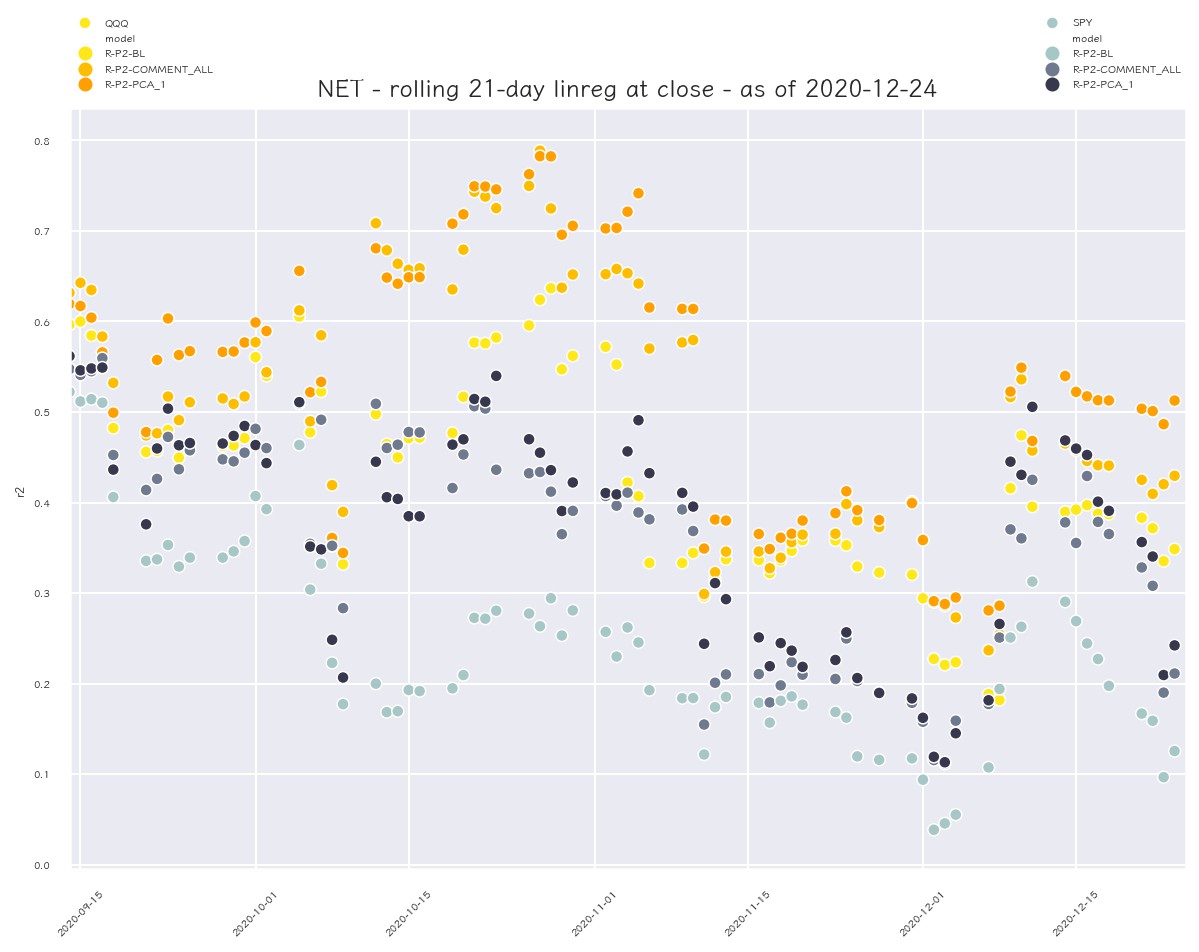 QQQ
model
R-P2-BL
R-P2-COMMENT_ALL
R-P2-PCA_1
SPY
model
R-P2-BL
R-P2-COMMENT_ALL
R-P2-PCA_1
NET - rolling 21-day linreg at close - as of 2020-12-24
r2
0.8
0.7
0.6
0.5
0.4
0.3
0.2
0.1
0.0
2020-09-15
2020-10-01
2020-10-15
2020-11-01
2020-11-15
2020-12-01
2020-12-15